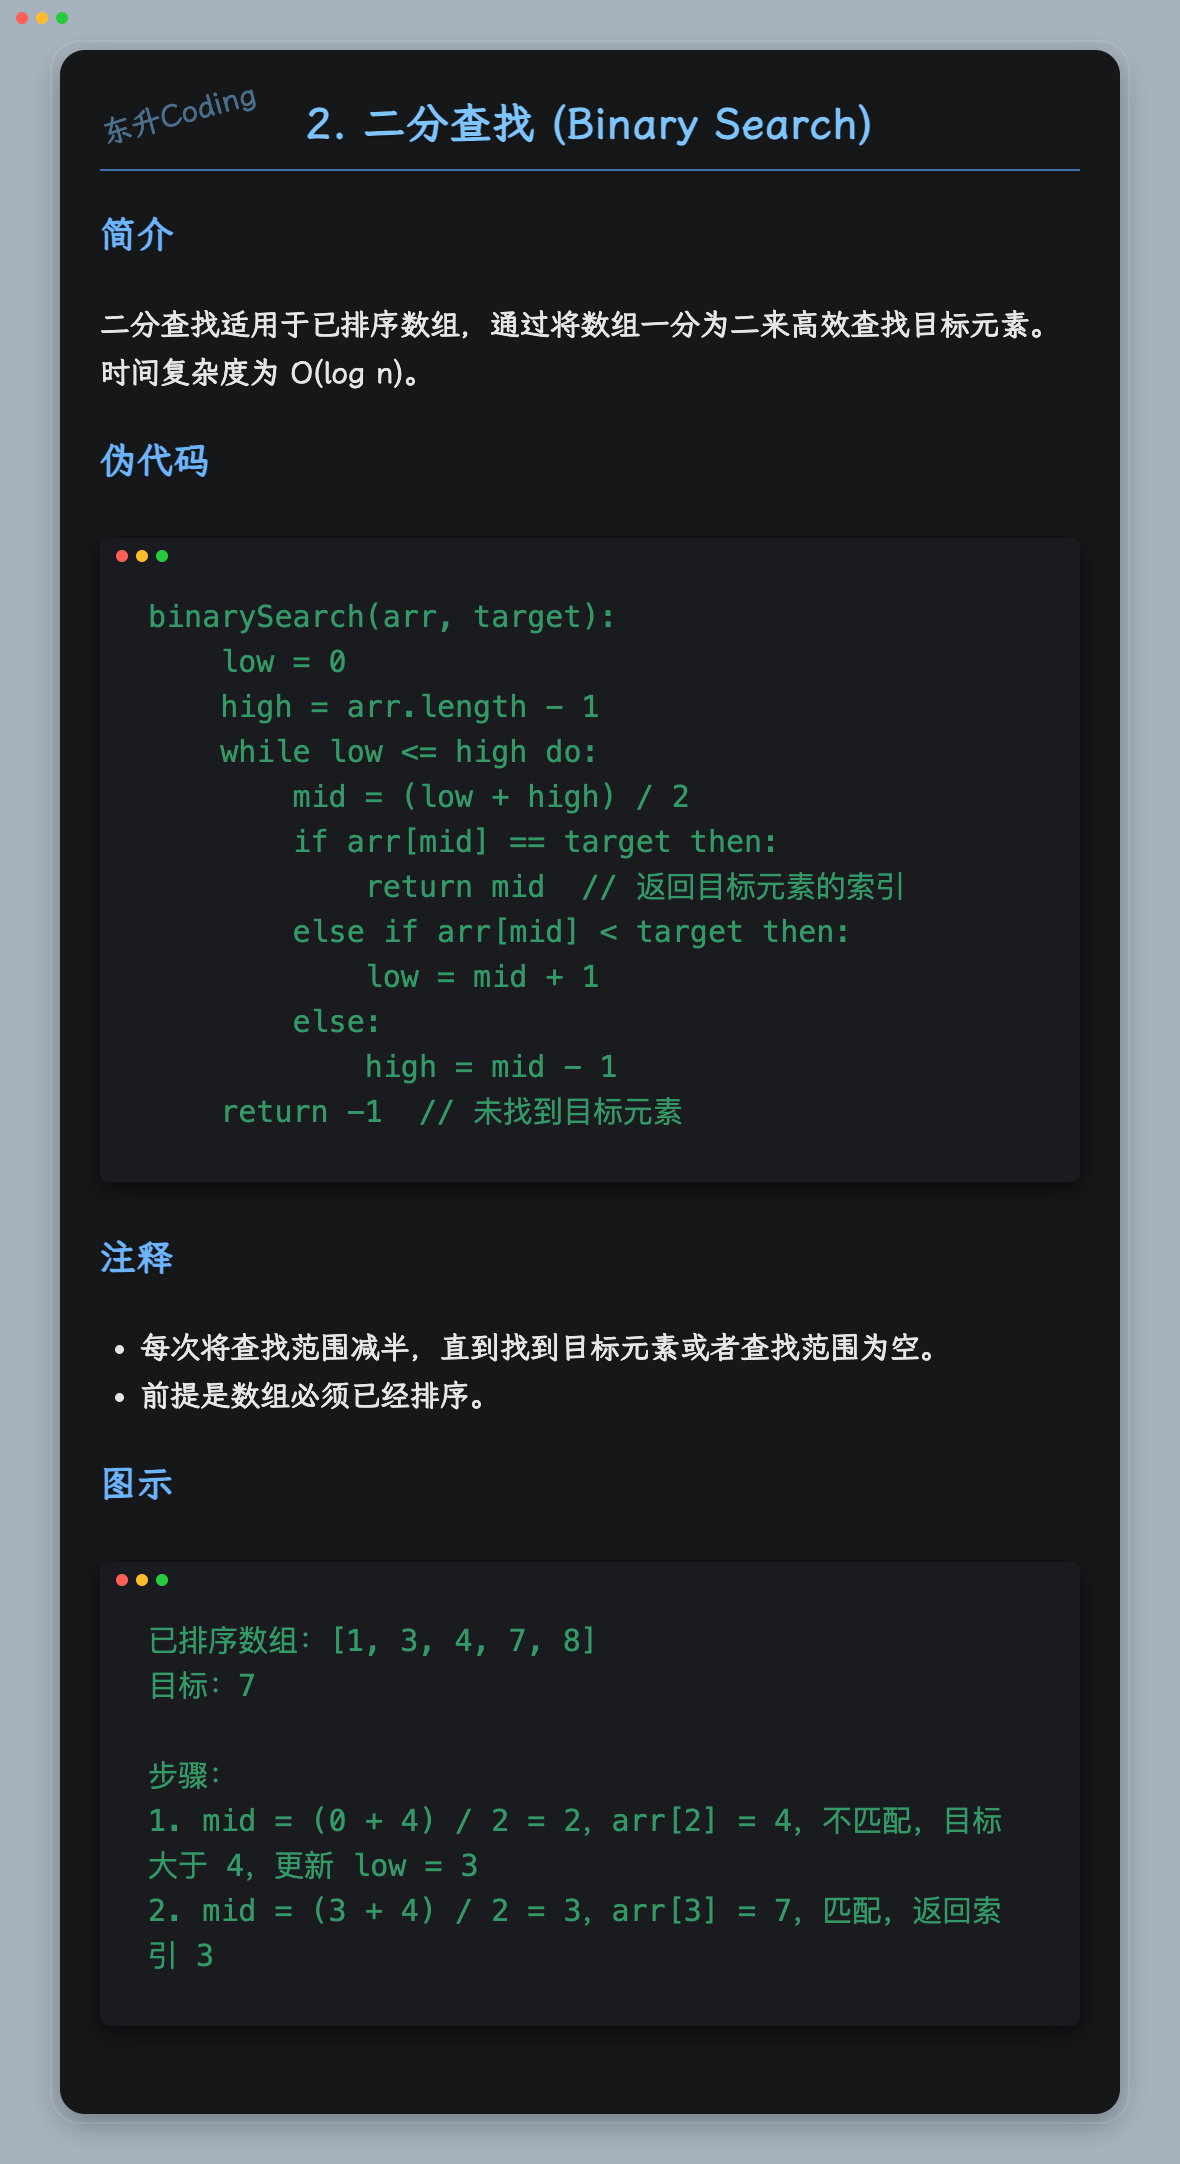 东升Coding
2. 二分查找 (Binary Search)
简介
二分查找适用于已排序数组，通过将数组一分为二来高效查找目标元素。
时间复杂度为 O(log n)。
伪代码
binarySearch(arr, target):
    low = 0
    high = arr.length - 1
    while low <= high do:
        mid = (low + high) / 2
        if arr[mid] == target then:
            return mid  // 返回目标元素的索引
        else if arr[mid] < target then:
            low = mid + 1
        else:
            high = mid - 1
    return -1  // 未找到目标元素
注释
• 每次将查找范围减半，直到找到目标元素或者查找范围为空。
• 前提是数组必须已经排序。
图示
已排序数组：[1, 3, 4, 7, 8]
目标：7
步骤：
1. mid = (0 + 4) / 2 = 2，arr[2] = 4，不匹配，目标
大于 4，更新 low = 3
2. mid = (3 + 4) / 2 = 3，arr[3] = 7，匹配，返回索
引 3